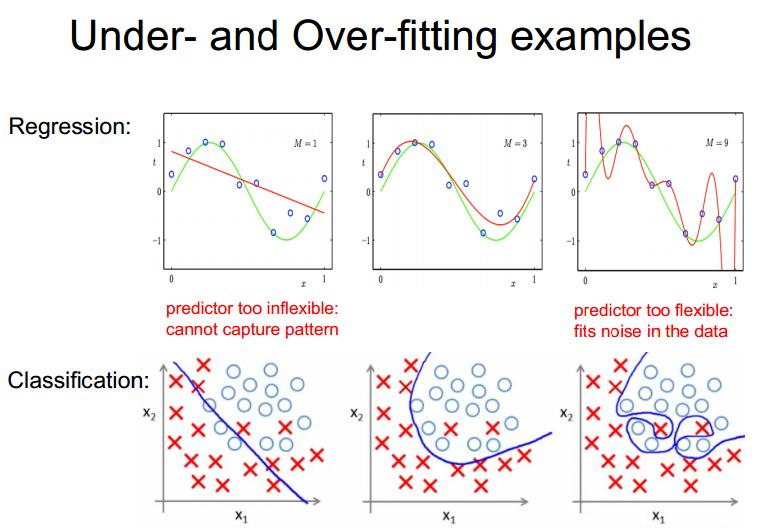 Under- and Over-fitting examples
Regression:
M = 1
1
t
0
−1
0
x
1
M = 3
1
t
0
−1
0
x
1
M = 9
1
t
0
−1
0
x
1
predictor too inflexible:
cannot capture pattern
predictor too flexible:
fits noise in the data
Classification:
x2
x1
x2
x1
x2
x1